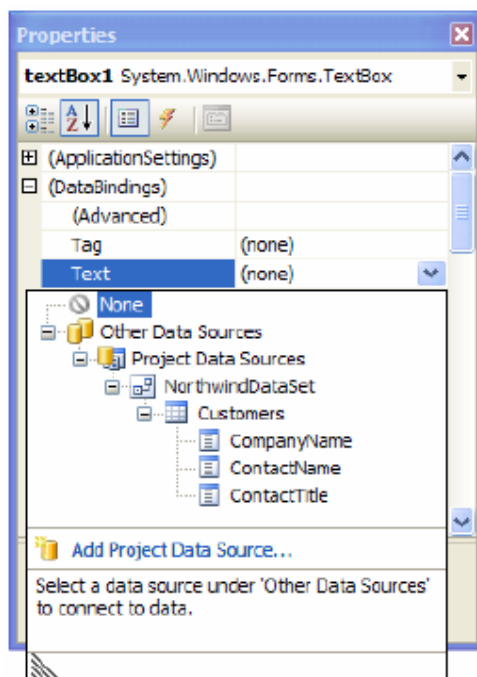 Properties
textBox1 System.Windows.Forms.TextBox
(ApplicationSettings)
(DataBindings)
(Advanced)
Tag (none)
Text (none)
None
Other Data Sources
Project Data Sources
NorthwindDataSet
Customers
CompanyName
ContactName
ContactTitle
Add Project Data Source...
Select a data source under 'Other Data Sources'
to connect to data.